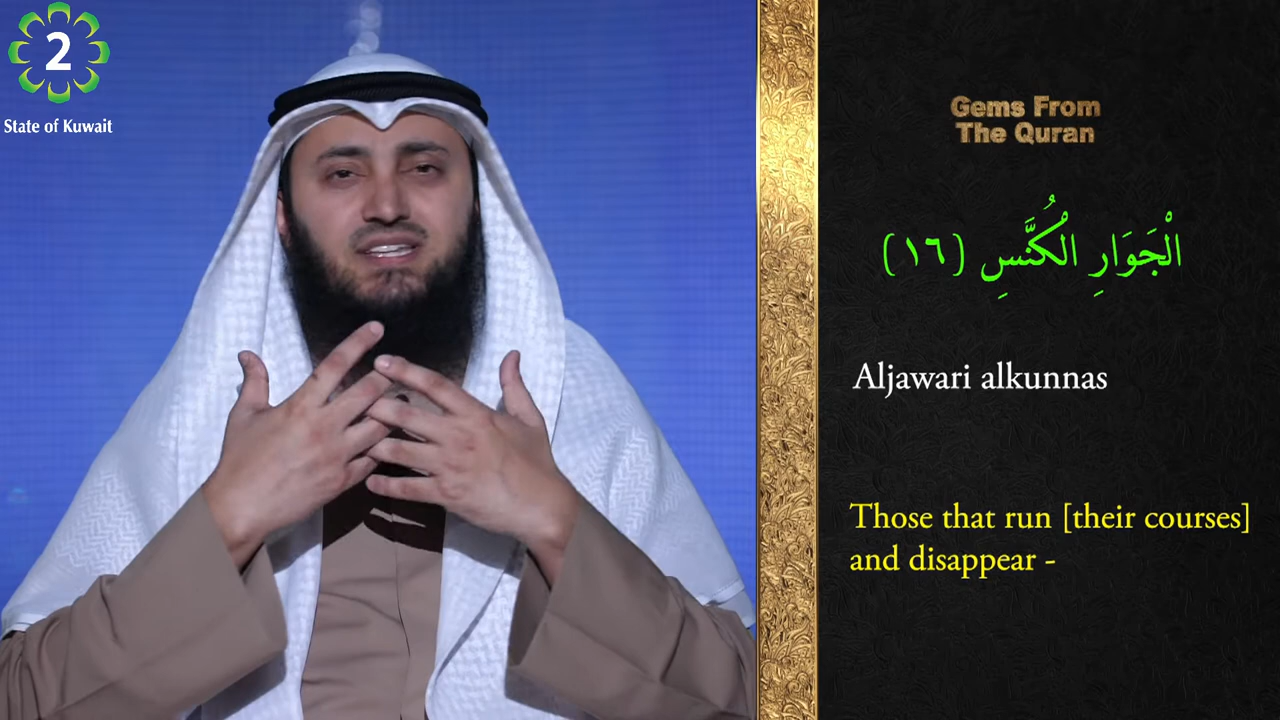 2
State of Kuwait
Gems From
The Quran
الْجَوَارِ الْكُنَّسِ (١٦)
Aljawari alkunnas
Those that run [their courses]
and disappear -